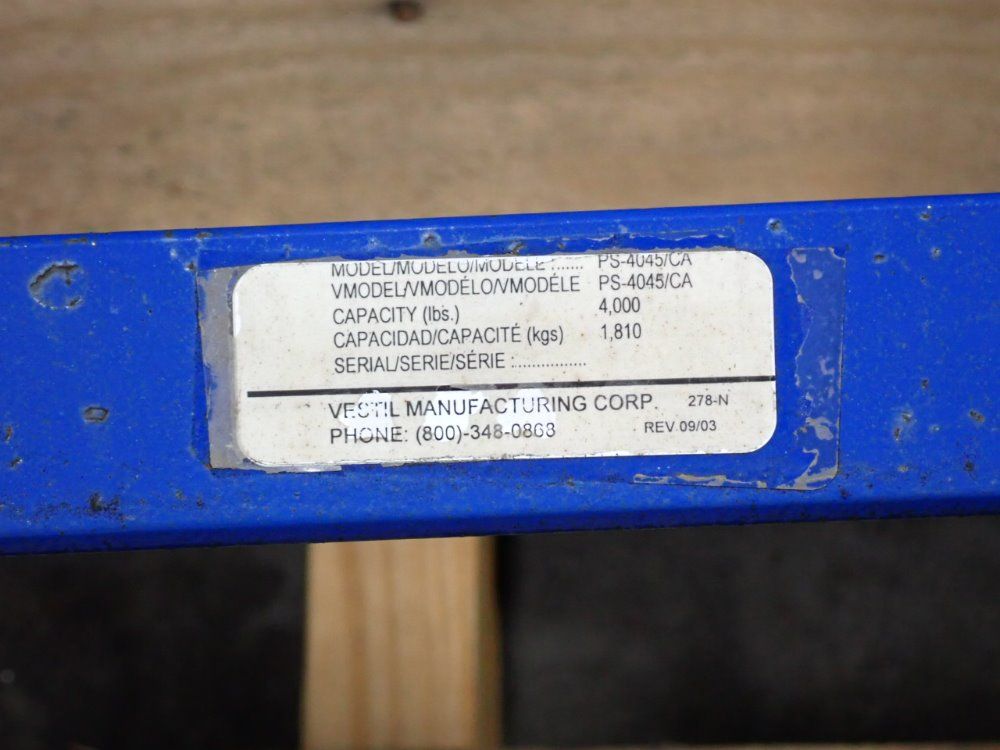 MODEL/MODELO/MODÈLE ....... PS-4045/CA
VMODEL/VMODÉLO/VMODÉLE PS-4045/CA
CAPACITY (lbs.) 4,000
CAPACIDAD/CAPACITÉ (kgs) 1,810
SERIAL/SERIE/SÉRIE :................
VESTIL MANUFACTURING CORP. 278-N
PHONE: (800)-348-0868 REV 09/03